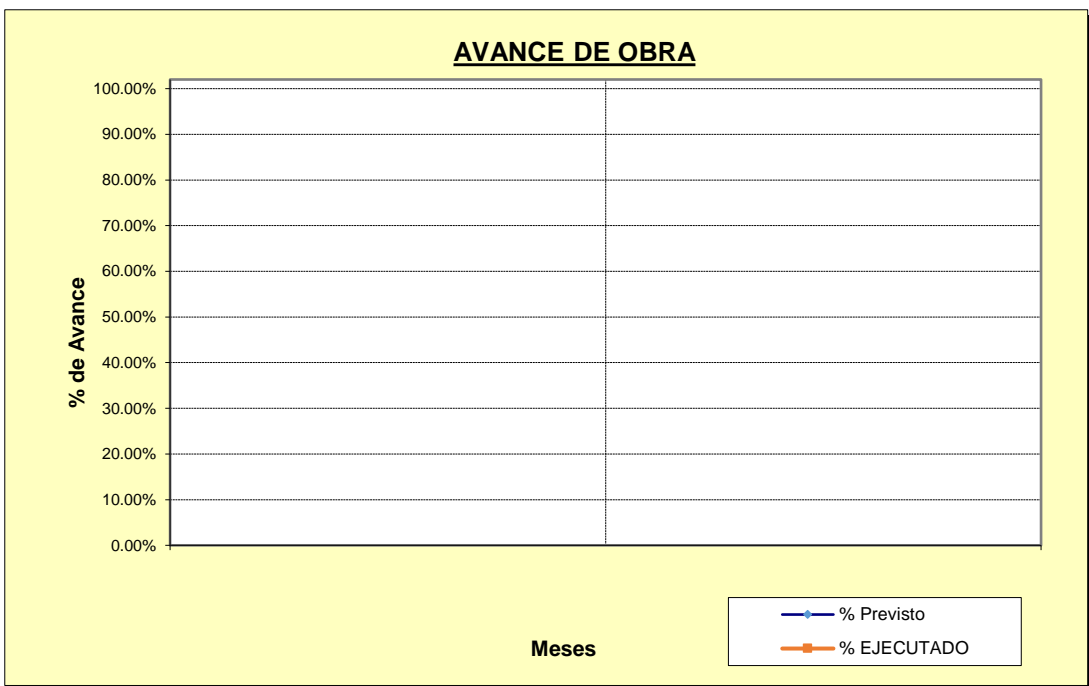 AVANCE DE OBRA
100.00%
90.00%
80.00%
70.00%
60.00%
50.00%
40.00%
30.00%
20.00%
10.00%
0.00%
% de Avance
Meses
% Previsto
% EJECUTADO